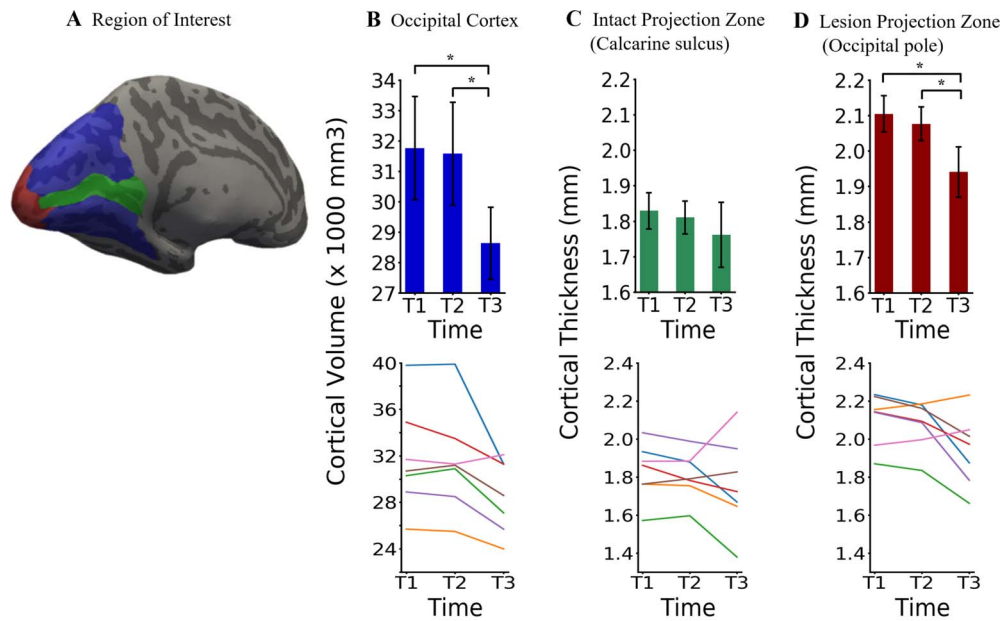 A Region of Interest
B Occipital Cortex
C Intact Projection Zone
(Calcarine sulcus)
D Lesion Projection Zone
(Occipital pole)
Cortical Volume (x 1000 mm3)
*
*
34
33
32
31
30
29
28
27
T1 T2 T3
Time
40
36
32
28
24
T1 T2 T3
Time
Cortical Thickness (mm)
2.2
2.1
2.0
1.9
1.8
1.7
1.6
T1 T2 T3
Time
2.4
2.2
2.0
1.8
1.6
1.4
T1 T2 T3
Time
Cortical Thickness (mm)
*
*
2.2
2.1
2.0
1.9
1.8
1.7
1.6
T1 T2 T3
Time
2.4
2.2
2.0
1.8
1.6
1.4
T1 T2 T3
Time